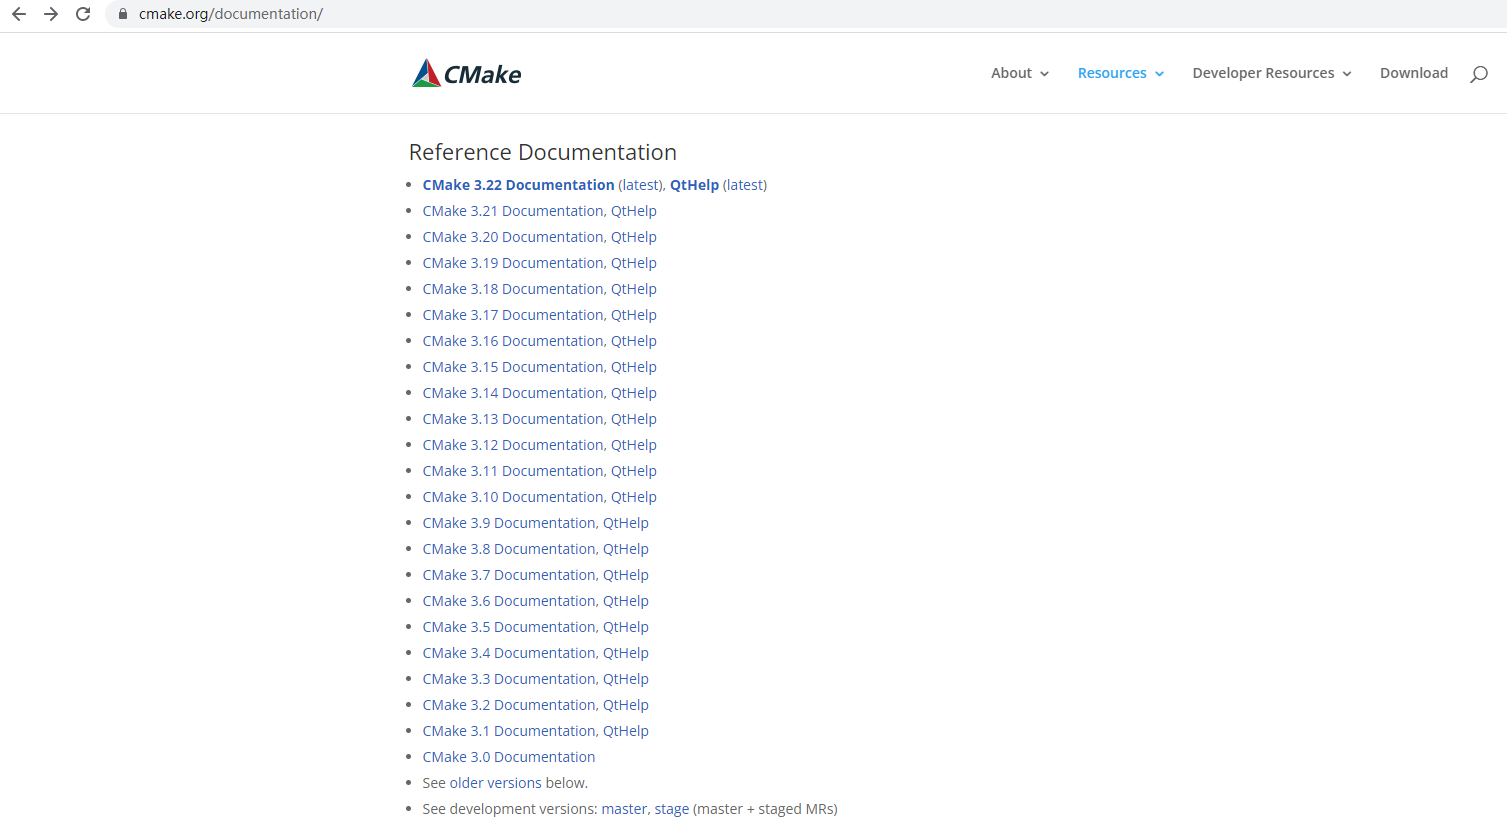 cmake.org/documentation/
CMake
About Resources Developer Resources Download
Reference Documentation
CMake 3.22 Documentation (latest), QtHelp (latest)
CMake 3.21 Documentation, QtHelp
CMake 3.20 Documentation, QtHelp
CMake 3.19 Documentation, QtHelp
CMake 3.18 Documentation, QtHelp
CMake 3.17 Documentation, QtHelp
CMake 3.16 Documentation, QtHelp
CMake 3.15 Documentation, QtHelp
CMake 3.14 Documentation, QtHelp
CMake 3.13 Documentation, QtHelp
CMake 3.12 Documentation, QtHelp
CMake 3.11 Documentation, QtHelp
CMake 3.10 Documentation, QtHelp
CMake 3.9 Documentation, QtHelp
CMake 3.8 Documentation, QtHelp
CMake 3.7 Documentation, QtHelp
CMake 3.6 Documentation, QtHelp
CMake 3.5 Documentation, QtHelp
CMake 3.4 Documentation, QtHelp
CMake 3.3 Documentation, QtHelp
CMake 3.2 Documentation, QtHelp
CMake 3.1 Documentation, QtHelp
CMake 3.0 Documentation
See older versions below.
See development versions: master, stage (master + staged MRs)